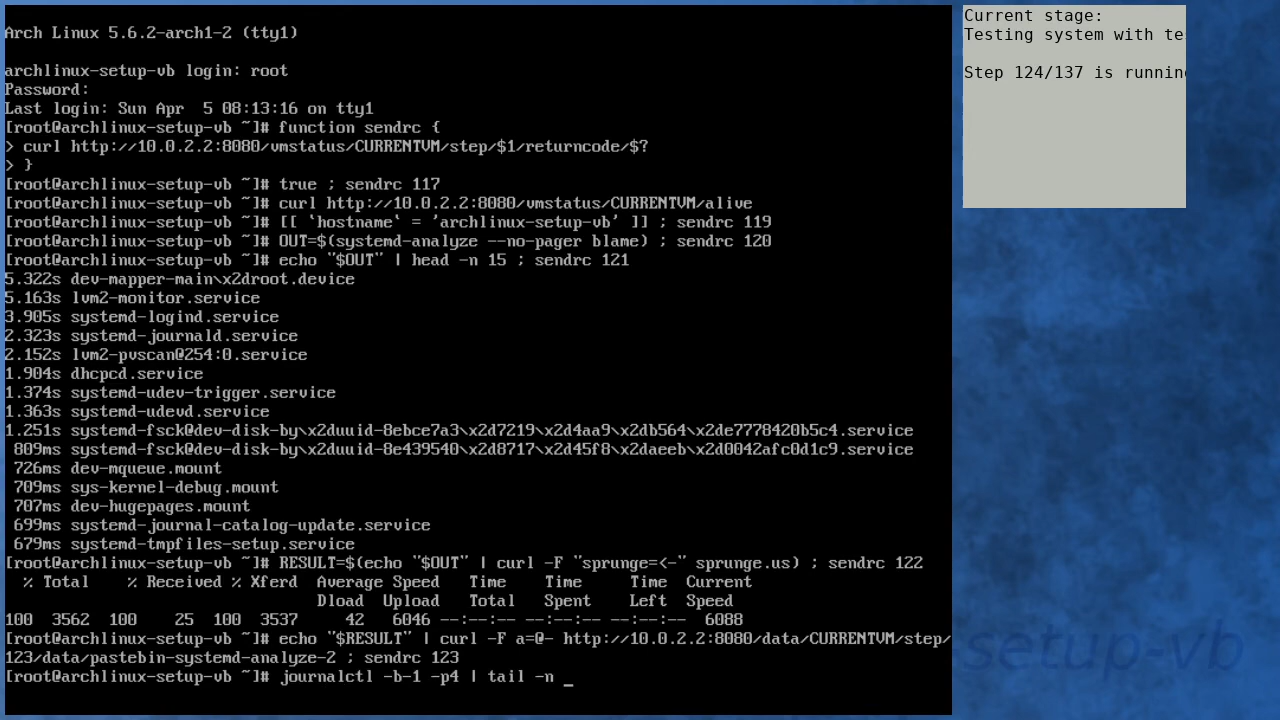 Arch Linux 5.6.2-arch1-2 (tty1)
archlinux-setup-vb login: root
Password:
Last login: Sun Apr  5 08:13:16 on tty1
[root@archlinux-setup-vb ~]# function sendrc {
> curl http://10.0.2.2:8080/vmstatus/CURRENTVM/step/$1/returncode/$?
> }
[root@archlinux-setup-vb ~]# true ; sendrc 117
[root@archlinux-setup-vb ~]# curl http://10.0.2.2:8080/vmstatus/CURRENTVM/alive
[root@archlinux-setup-vb ~]# [[ `hostname` = 'archlinux-setup-vb' ]] ; sendrc 119
[root@archlinux-setup-vb ~]# OUT=$(systemd-analyze --no-pager blame) ; sendrc 120
[root@archlinux-setup-vb ~]# echo "$OUT" | head -n 15 ; sendrc 121
5.322s dev-mapper-main\x2droot.device
5.163s lvm2-monitor.service
3.905s systemd-logind.service
2.323s systemd-journald.service
2.152s lvm2-pvscan@254:0.service
1.904s dhcpcd.service
1.374s systemd-udev-trigger.service
1.363s systemd-udevd.service
1.251s systemd-fsck@dev-disk-by\x2duuid-8ebce7a3\x2d7219\x2d4aa9\x2db564\x2de7778420b5c4.service
 809ms systemd-fsck@dev-disk-by\x2duuid-8e439540\x2d8717\x2d45f8\x2daeeb\x2d0042afc0d1c9.service
 726ms dev-mqueue.mount
 709ms sys-kernel-debug.mount
 707ms dev-hugepages.mount
 699ms systemd-journal-catalog-update.service
 679ms systemd-tmpfiles-setup.service
[root@archlinux-setup-vb ~]# RESULT=$(echo "$OUT" | curl -F "sprunge=<-" sprunge.us) ; sendrc 122
  % Total    % Received % Xferd  Average Speed   Time    Time     Time  Current
                                 Dload  Upload   Total   Spent    Left  Speed
100  3562  100    25  100  3537     42   6046 --:--:-- --:--:-- --:--:--  6088
[root@archlinux-setup-vb ~]# echo "$RESULT" | curl -F a=@- http://10.0.2.2:8080/data/CURRENTVM/step/
123/data/pastebin-systemd-analyze-2 ; sendrc 123
[root@archlinux-setup-vb ~]# journalctl -b-1 -p4 | tail -n _
Current stage:
Testing system with te
Step 124/137 is runnin
setup-vb